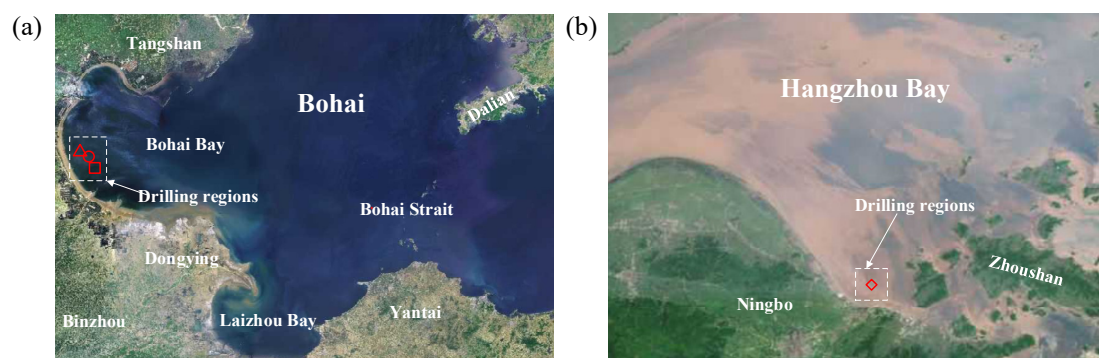 (a)
Tangshan
Bohai
Dalian
Bohai Bay
Drilling regions
Bohai Strait
Dongying
Binzhou
Laizhou Bay
Yantai
(b)
Hangzhou Bay
Drilling regions
Zhoushan
Ningbo